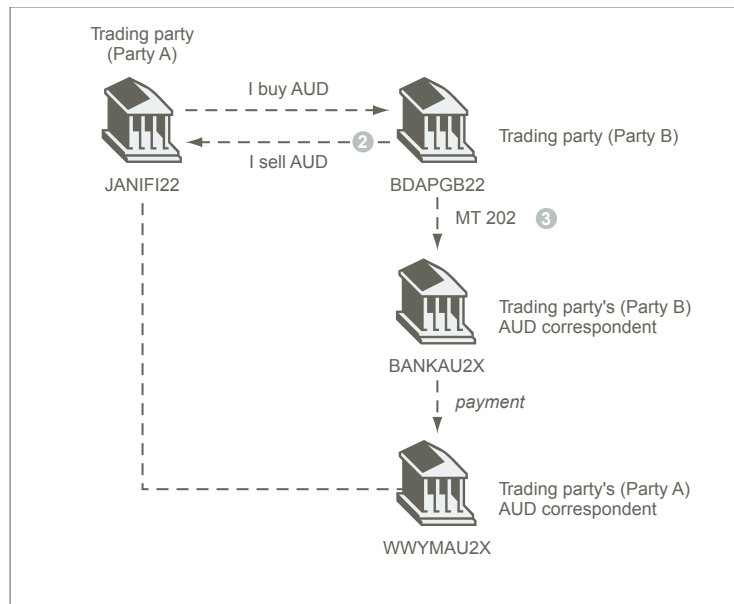 Trading party
(Party A)
I buy AUD
2
I sell AUD
Trading party (Party B)
JANIFI22
BDAPGB22
MT 202
3
Trading party's (Party B)
AUD correspondent
BANKAU2X
payment
Trading party's (Party A)
AUD correspondent
WWYMAU2X